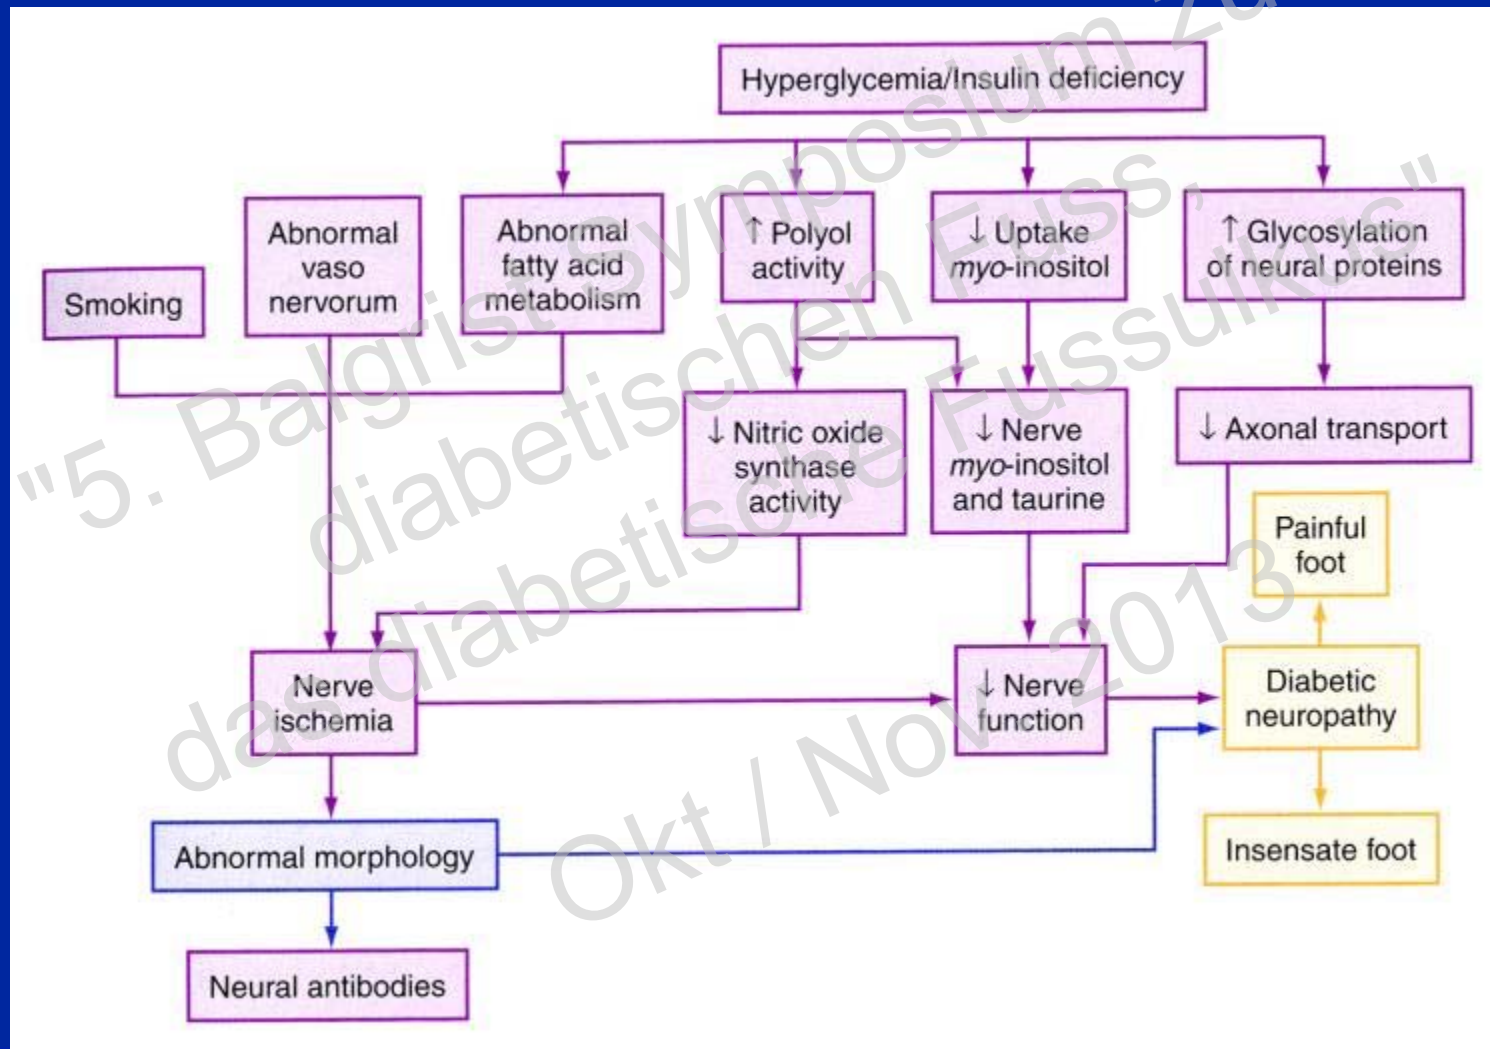 Hyperglycemia/Insulin deficiency
Smoking
Abnormal
vaso
nervorum
Abnormal
fatty acid
metabolism
↑ Polyol
activity
↓ Uptake
myo-inositol
↑ Glycosylation
of neural proteins
↓ Nitric oxide
synthase
activity
↓ Nerve
myo-inositol
and taurine
↓ Axonal transport
Painful
foot
Nerve
ischemia
↓ Nerve
function
Diabetic
neuropathy
Abnormal morphology
Insensate foot
Neural antibodies
"5. Balgrist Symposium zu
diabetischen Fuss,
das diabetische Fussulkus"
Okt / Nov 2013